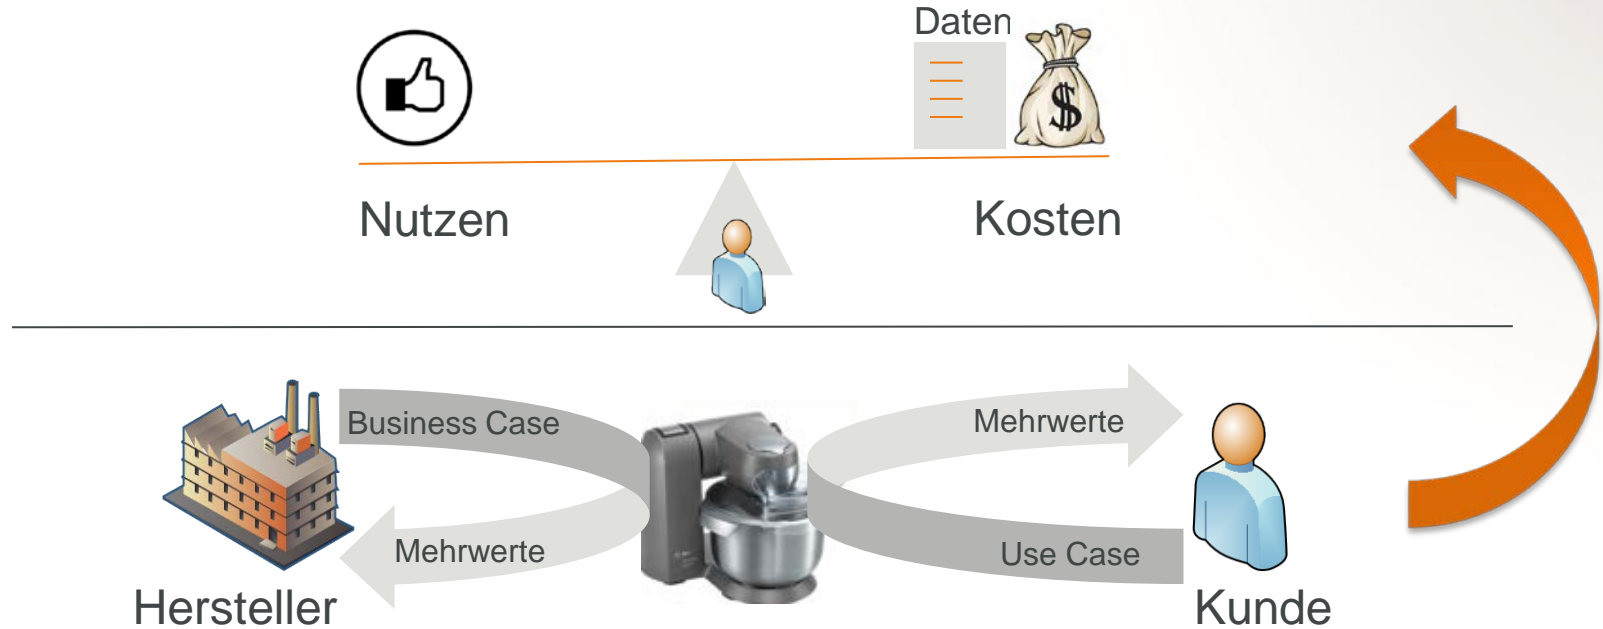 Daten
$
Nutzen
Kosten
Business Case
Mehrwerte
Mehrwerte
Use Case
Hersteller
Kunde